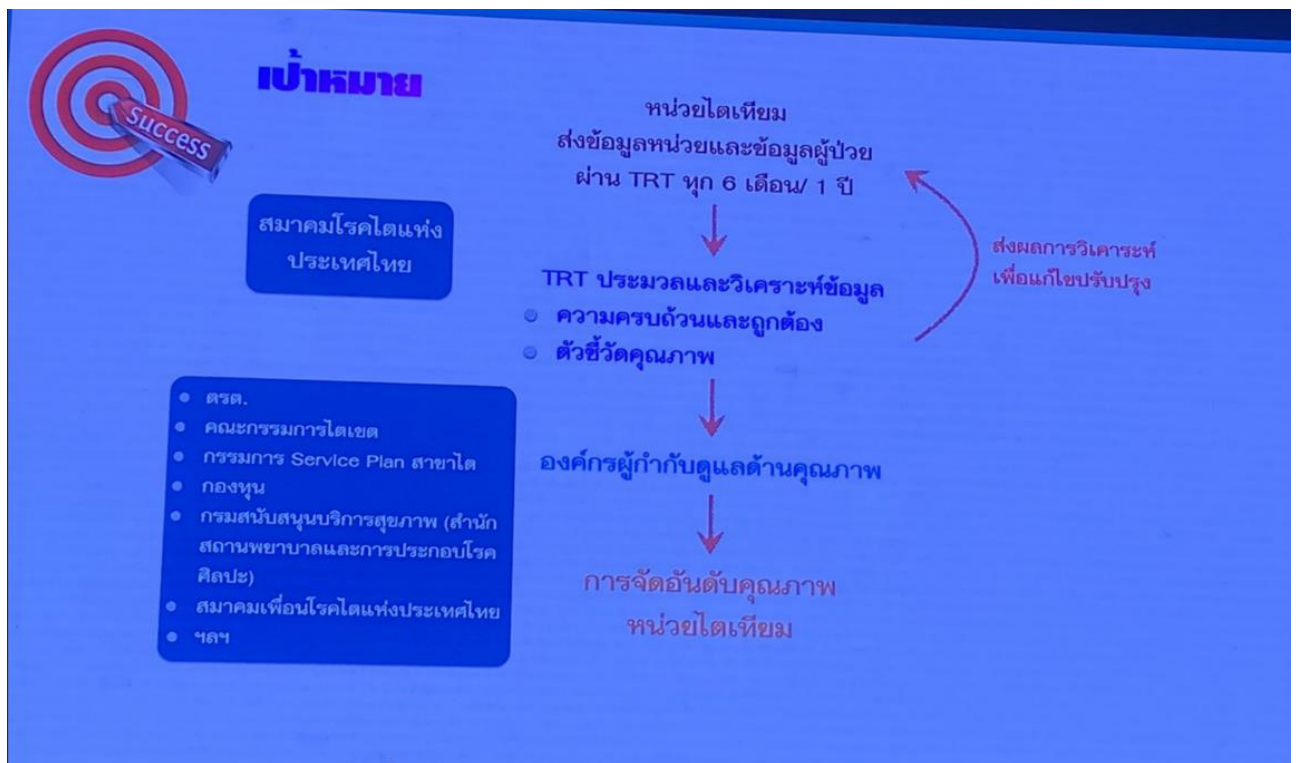 เป้าหมาย
success
หน่วยไตเทียม
ส่งข้อมูลหน่วยและข้อมูลผู้ป่วย
ผ่าน TRT ทุก 6 เดือน/ 1 ปี
สมาคมโรคไตแห่ง
ประเทศไทย
ส่งผลการวิเคาระห์
เพื่อแก้ไขปรับปรุง
TRT ประมวลและวิเคราะห์ข้อมูล
ความครบถ้วนและถูกต้อง
ตัวชี้วัดคุณภาพ
ตรต.
คณะกรรมการไตเขต
กรรมการ Service Plan สาขาไต
กองทุน
กรมสนับสนุนบริการสุขภาพ (สำนัก
สถานพยาบาลและการประกอบโรค
ศิลปะ)
สมาคมเพื่อนโรคไตแห่งประเทศไทย
ฯลฯ
องค์กรผู้กำกับดูแลด้านคุณภาพ
การจัดอันดับคุณภาพ
หน่วยไตเทียม